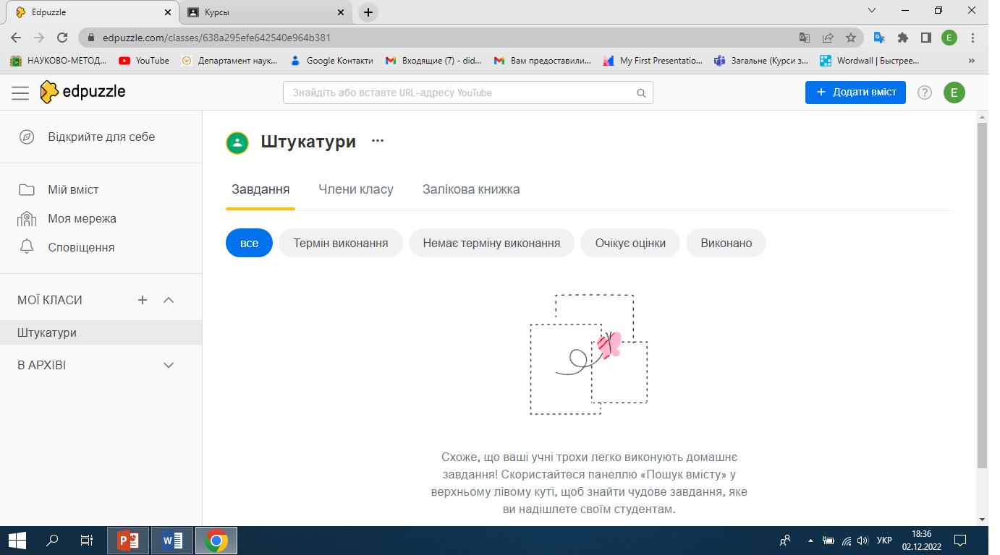 Edpuzzle
Курсы
edpuzzle.com/classes/638a295efe642540e964b381
E
НАУКОВО-МЕТОД...
YouTube
Департамент наук...
Google Контакти
Входящие (7) - did...
Вам предоставили...
My First Presentatio...
Загальне (Курси з...
Wordwall | Быстрее...
»
edpuzzle
Знайдіть або вставте URL-адресу YouTube
+ Додати вміст
?
E
Відкрийте для себе
Мій вміст
Моя мережа
Сповіщення
МОЇ КЛАСИ
Штукатури
В АРХІВІ
Штукатури ...
Завдання
Члени класу
Залікова книжка
все
Термін виконання
Немає терміну виконання
Очікує оцінки
Виконано
Схоже, що ваші учні трохи легко виконують домашнє
завдання! Скористайтеся панеллю «Пошук вмісту» у
верхньому лівому куті, щоб знайти чудове завдання, яке
ви надішлете своїм студентам.
УКР
18:36
02.12.2022